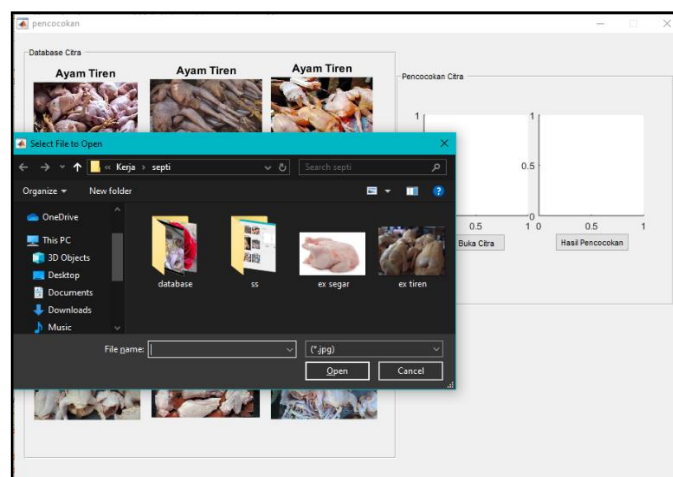 pencocokan
Database Citra
Ayam Tiren
Ayam Tiren
Ayam Tiren
Pencocokan Citra
1
1
0.5
0
0.5
1
0
0.5
1
Buka Citra
Hasil Pencocokan
Select File to Open
« Kerja › septi
Search septi
Organize
New folder
OneDrive
This PC
3D Objects
Desktop
Documents
Downloads
Music
database
ss
ex segar
ex tiren
File name:
(*.jpg)
Open
Cancel